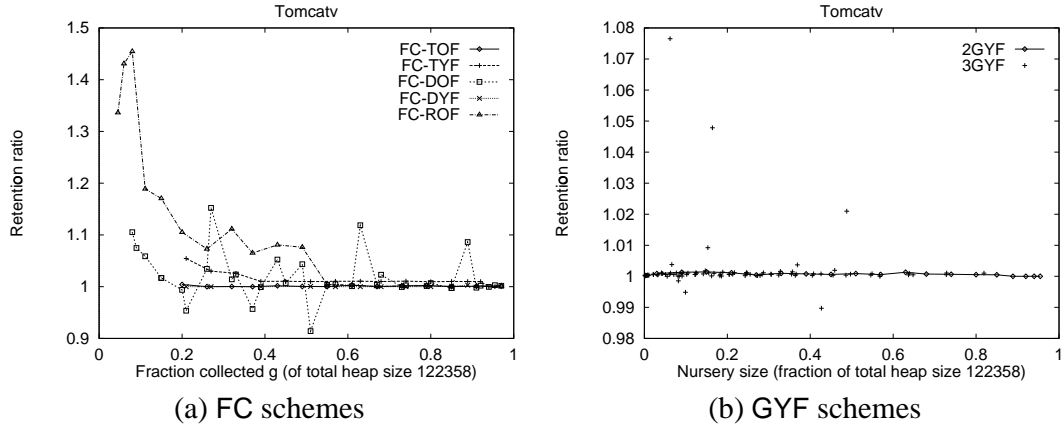 Tomcatv
1.5
1.4
1.3
1.2
1.1
1
0.9
Retention ratio
FC-TOF
FC-TYF
FC-DOF
FC-DYF
FC-ROF
0 0.2 0.4 0.6 0.8 1
Fraction collected g (of total heap size 122358)
(a) FC schemes
Tomcatv
1.08
1.07
1.06
1.05
1.04
1.03
1.02
1.01
1
0.99
0.98
Retention ratio
2GYF
3GYF
0 0.2 0.4 0.6 0.8 1
Nursery size (fraction of total heap size 122358)
(b) GYF schemes